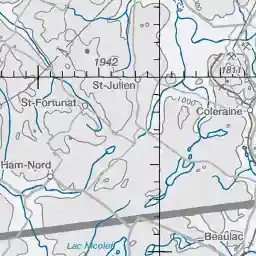 1942
1811
St-Julien
St-Fortunat
1000
Coleraine
Ham-Nord
Lac Nicolet
Beaulac